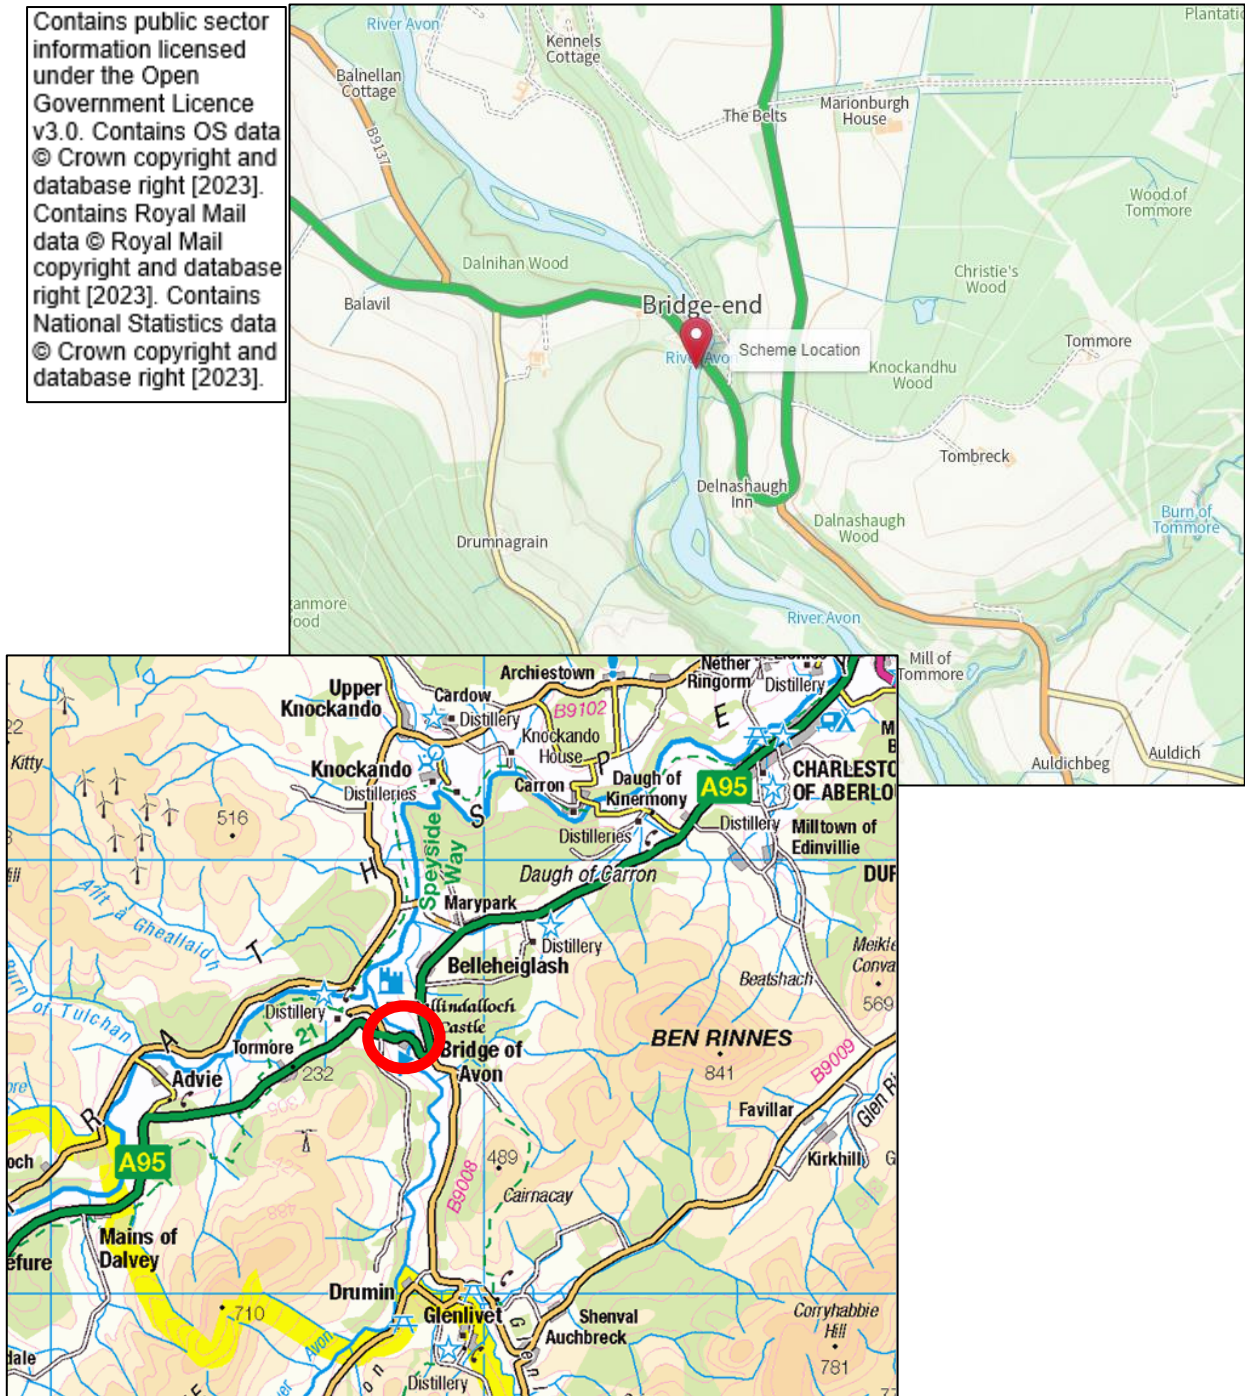 Contains public sector
information licensed
under the Open
Government Licence
v3.0. Contains OS data
© Crown copyright and
database right [2023].
Contains Royal Mail
data © Royal Mail
copyright and database
right [2023]. Contains
National Statistics data
© Crown copyright and
database right [2023].
River Avon
Kennels
Cottage
Balnellan
Cottage
B9137
The Belts
Marionburgh
House
Wood of
Tommore
Dalnihan Wood
Christie's
Wood
Balavil
Bridge-end
Scheme Location
Tommore
Knockandhu
Wood
Tombreck
Delnashaugh
Inn
Dalnashaugh
Wood
Burn of
Tommore
Drumnagrain
River Avon
Mill of
Tommore
Auldich
Auldichbeg
Upper
Knockando
Cardow
Distillery
Archiestown
Nether
Ringorm
Distillery
B9102
Knockando
House
Knockando
Distilleries
Carron
Daugh of
Kinermony
A95
Distilleries
Distillery
Milltown of
Edinvillie
Kitty
516
Speyside
Way
S
P
E
Daugh of Carron
H
Marypark
Distillery
Allt a' Gheallaidh
T
Belleheiglash
Beatshach
569
Burn of Tulchan
Distillery
21
Tormore
232
Bridge of
Avon
BEN RINNES
841
B9009
A
Advie
R
Favillar
Kirkhill
A95
489
Cairnacay
B9008
Mains of
Dalvey
Drumin
710
Glenlivet
Shenval
Auchbreck
Corryhabbie
Hill
781
Avon
Distillery